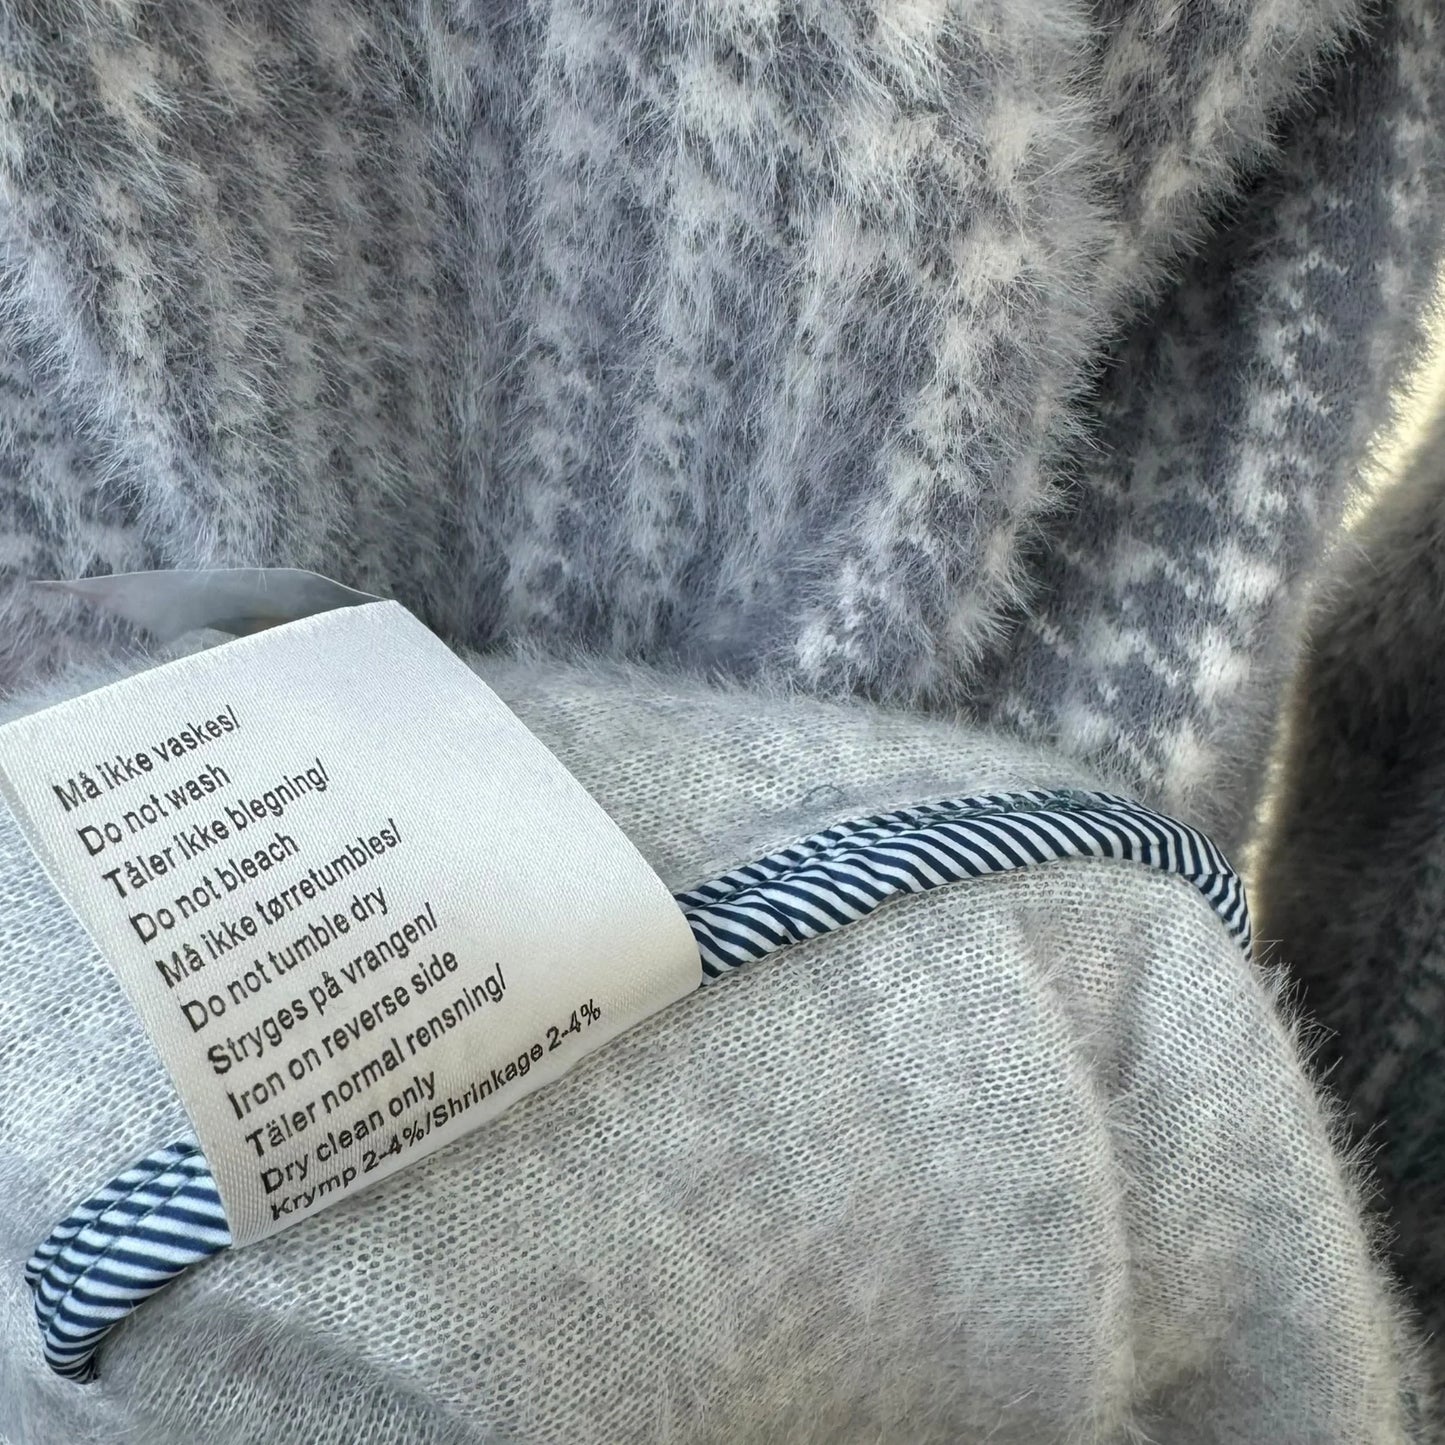 Må ikke vaskes/
Do not wash
Tåler ikke blegning/
Do not bleach
Må ikke tørretumbles/
Do not tumble dry
Stryges på vrangen/
Iron on reverse side
Täler normal rensning/
Dry clean only
Krymp 2-4%/Shrinkage 2-4%